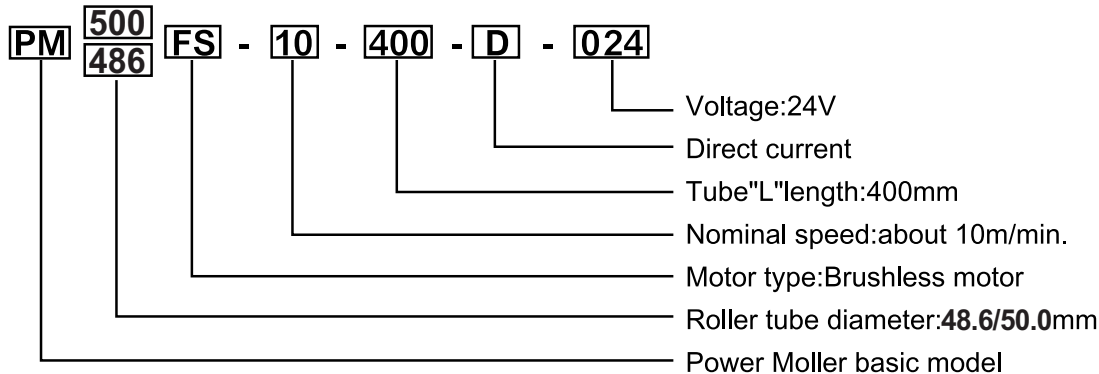 500
PM FS - 10 - 400 - D - 024
486
Voltage:24V
Direct current
Tube"L"length:400mm
Nominal speed:about 10m/min.
Motor type:Brushless motor
Roller tube diameter:48.6/50.0mm
Power Moller basic model